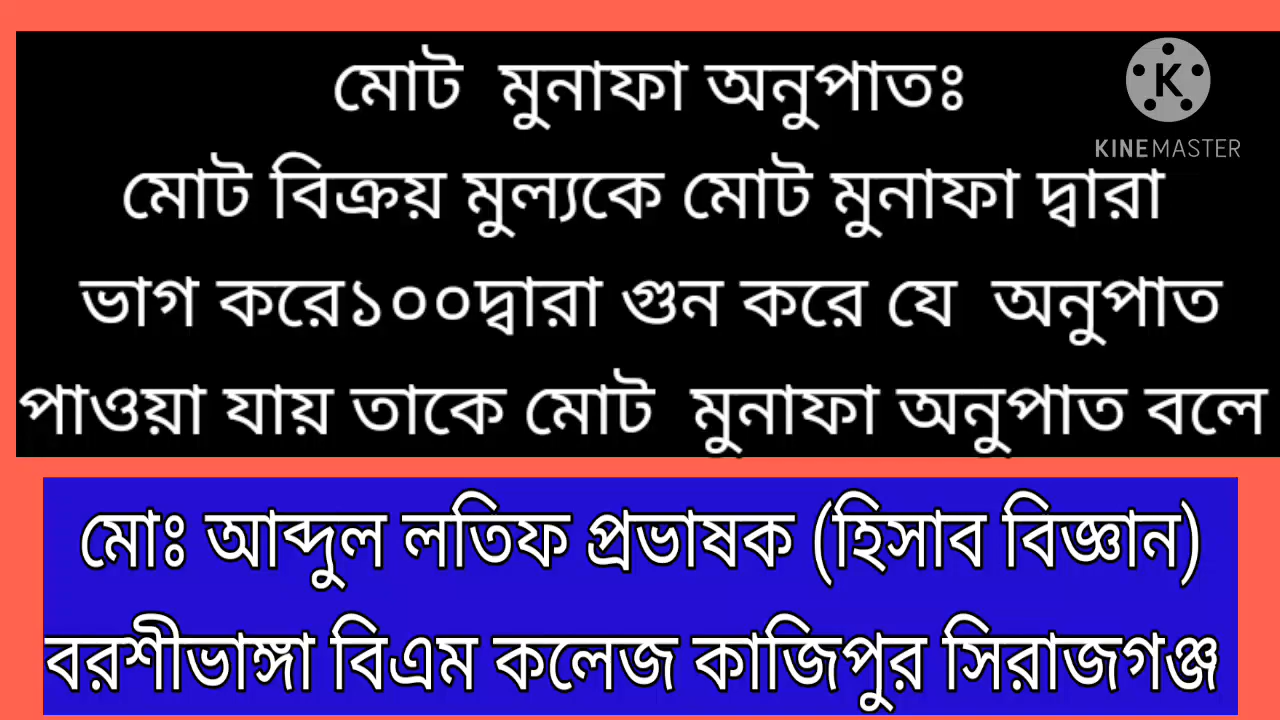 মোট মুনাফা অনুপাতঃ
KINEMASTER
মোট বিক্রয় মুল্যকে মোট মুনাফা দ্বারা
ভাগ করে১০০দ্বারা গুন করে যে অনুপাত
পাওয়া যায় তাকে মোট মুনাফা অনুপাত বলে
মোঃ আব্দুল লতিফ প্রভাষক (হিসাব বিজ্ঞান)
বরশীভাঙ্গা বিএম কলেজ কাজিপুর সিরাজগঞ্জ